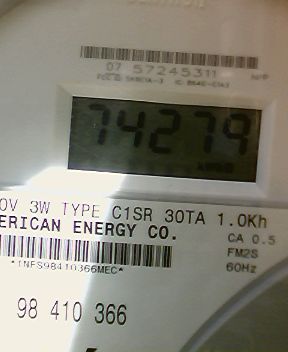 07 57245311
74279
0V 3W TYPE C1SR 30TA 1.0Kh
ERICAN ENERGY CO. CA 0.5
FM2S
*INFS98410366MEC* 60Hz
98 410 366